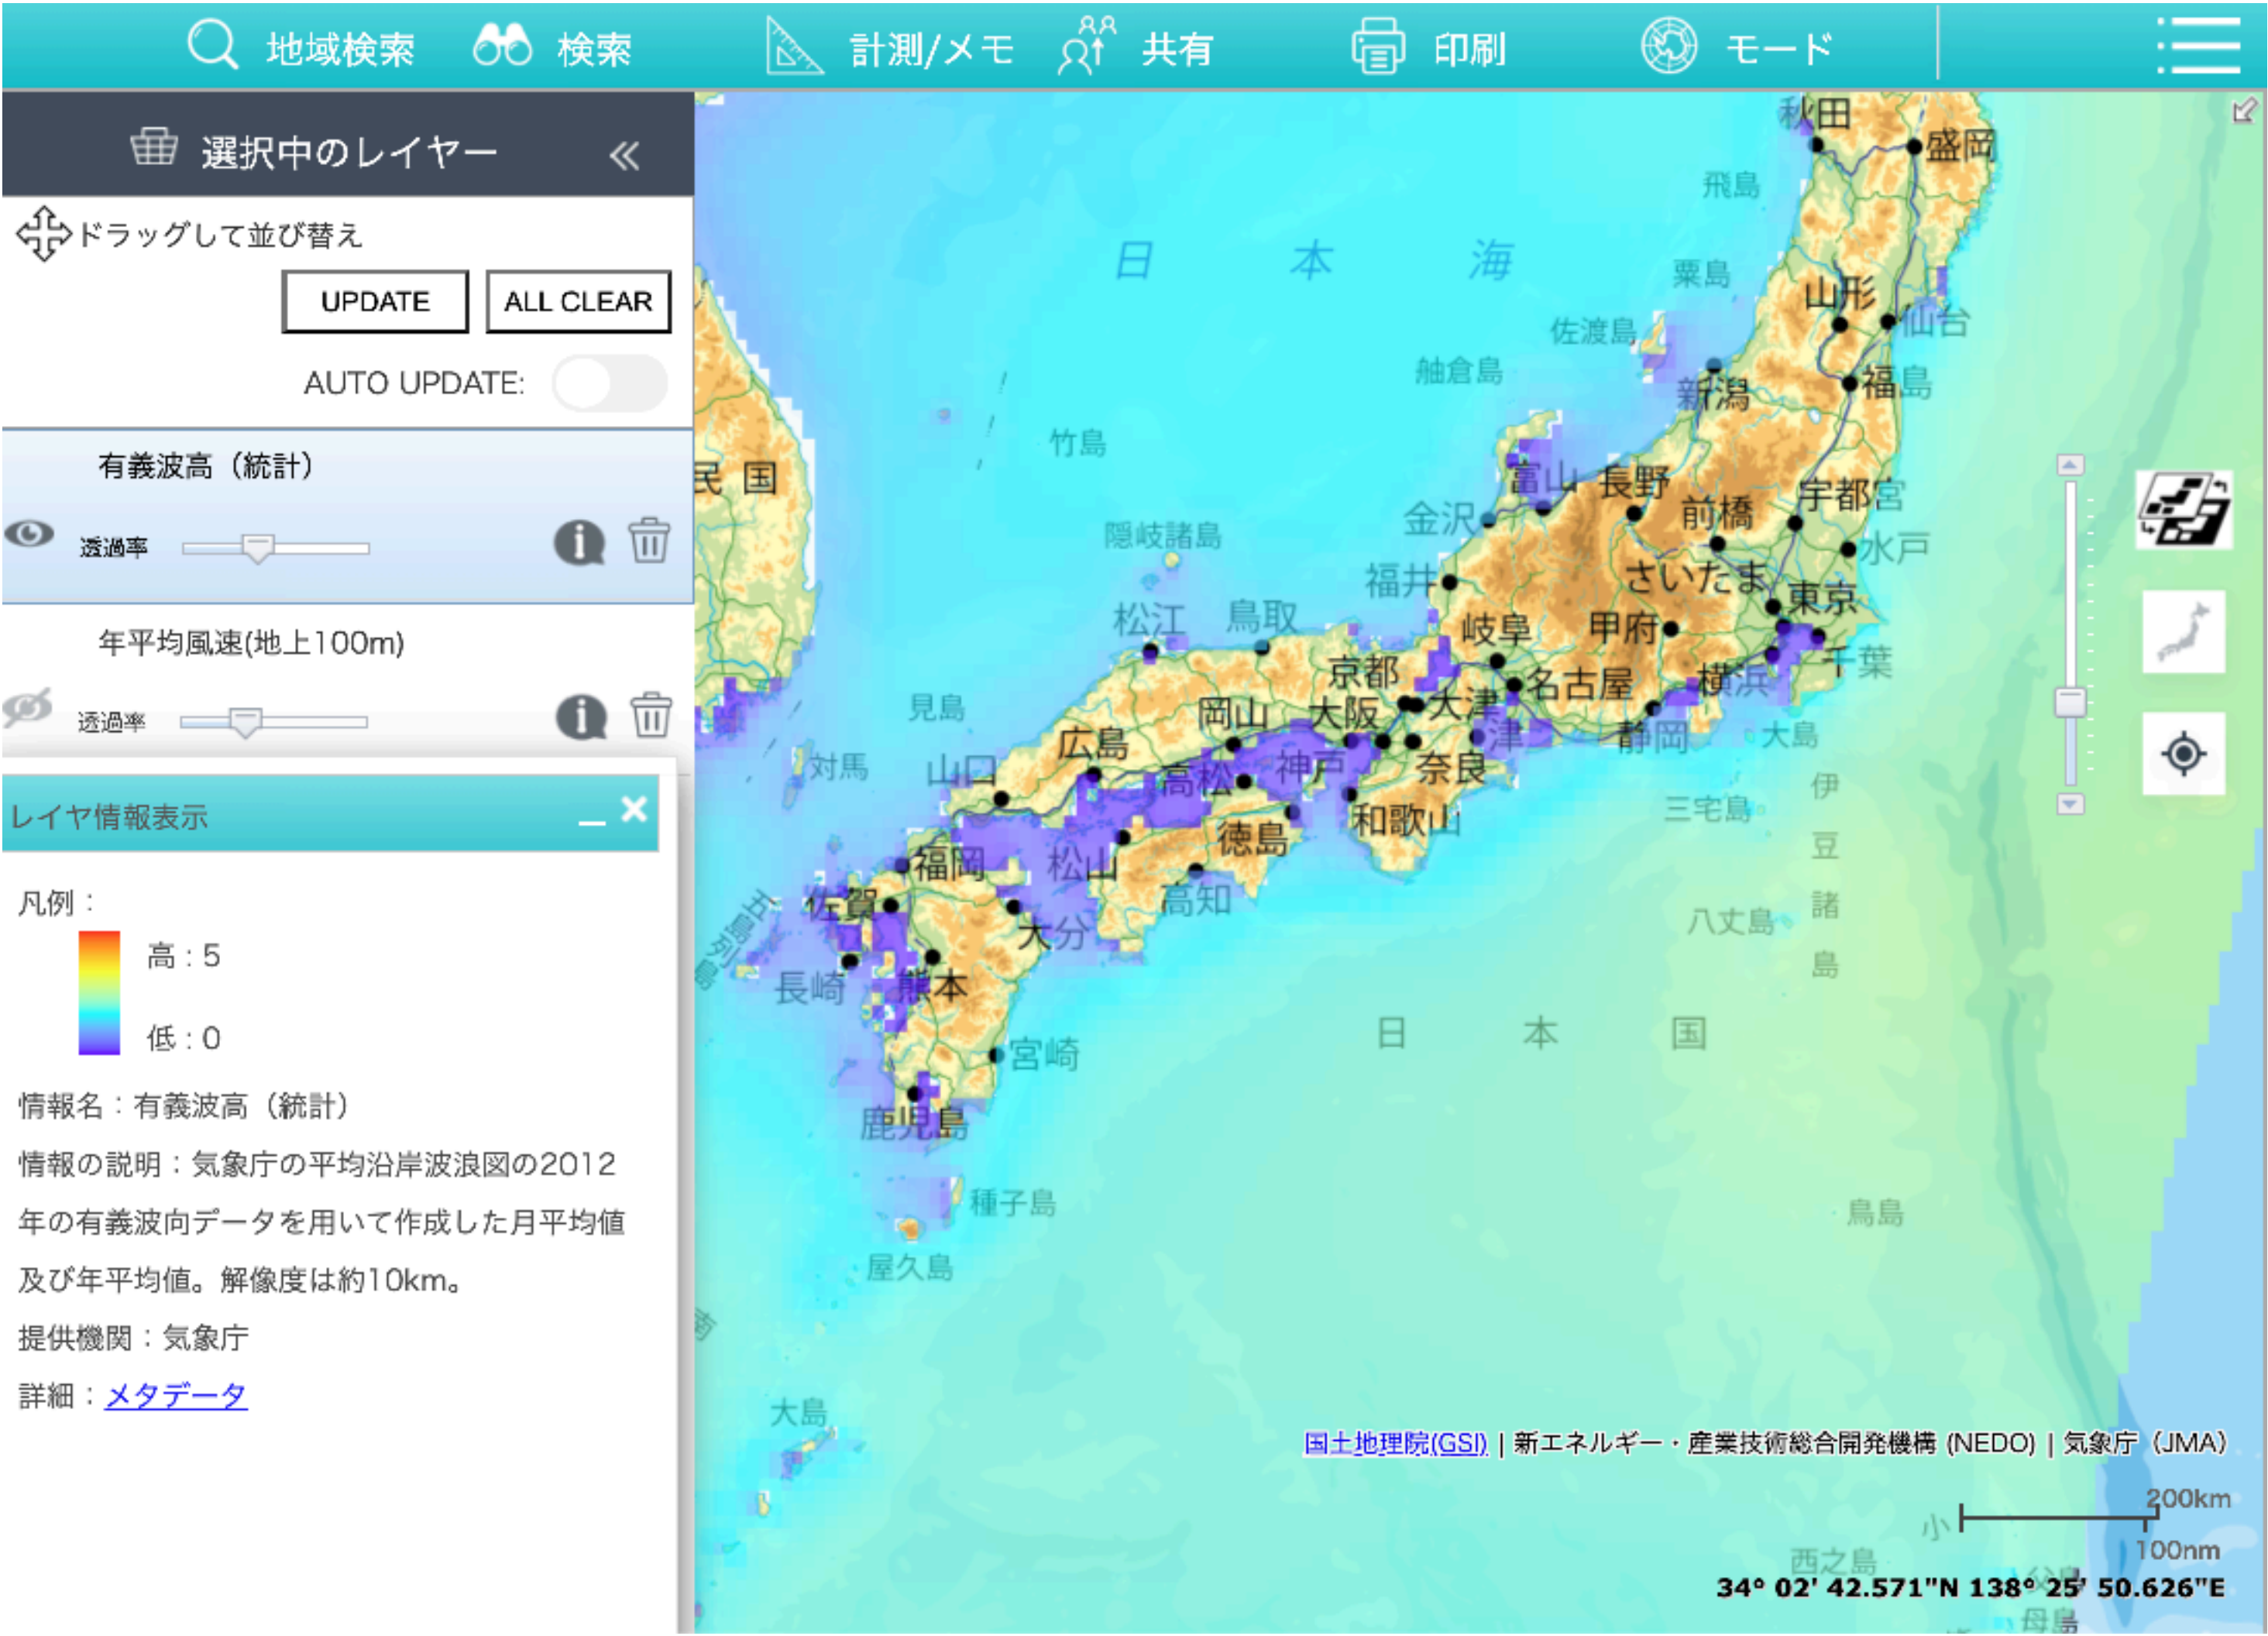 地域検索 検索 計測/メモ 共有 印刷 モード
選択中のレイヤー «
ドラッグして並び替え
UPDATE ALL CLEAR
AUTO UPDATE:
有義波高（統計）
透過率
年平均風速(地上100m)
透過率
レイヤ情報表示
凡例：
高 : 5
低 : 0
情報名：有義波高（統計）
情報の説明：気象庁の平均沿岸波浪図の2012
年の有義波向データを用いて作成した月平均値
及び年平均値。解像度は約10km。
提供機関：気象庁
詳細：メタデータ
秋田
盛岡
飛島
日本海
粟島
山形
仙台
佐渡島
舳倉島
新潟
福島
竹島
民国
富山
長野
前橋
宇都宮
金沢
水戸
隠岐諸島
福井
さいたま
東京
松江
鳥取
岐阜
甲府
千葉
京都
名古屋
横浜
見島
岡山
大阪
大津
津
静岡
大島
広島
対馬
山口
高松
神戸
奈良
伊豆諸島
三宅島
和歌山
徳島
福岡
松山
高知
佐賀
五島列島
大分
八丈島
長崎
熊本
日本国
宮崎
鹿児島
種子島
鳥島
屋久島
南
大島
国土地理院(GSI) | 新エネルギー・産業技術総合開発機構 (NEDO) | 気象庁（JMA）
200km
小
100nm
西之島
34° 02' 42.571"N 138° 25' 50.626"E
父島
母島